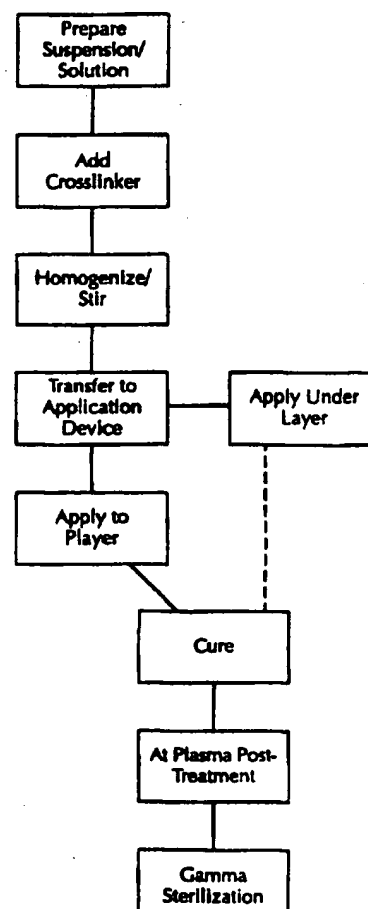 Prepare
Suspension/
Solution
Add
Crosslinker
Homogenize/
Stir
Transfer to
Application
Device
Apply Under
Layer
Apply to
Player
Cure
At Plasma Post-
Treatment
Gamma
Sterilization